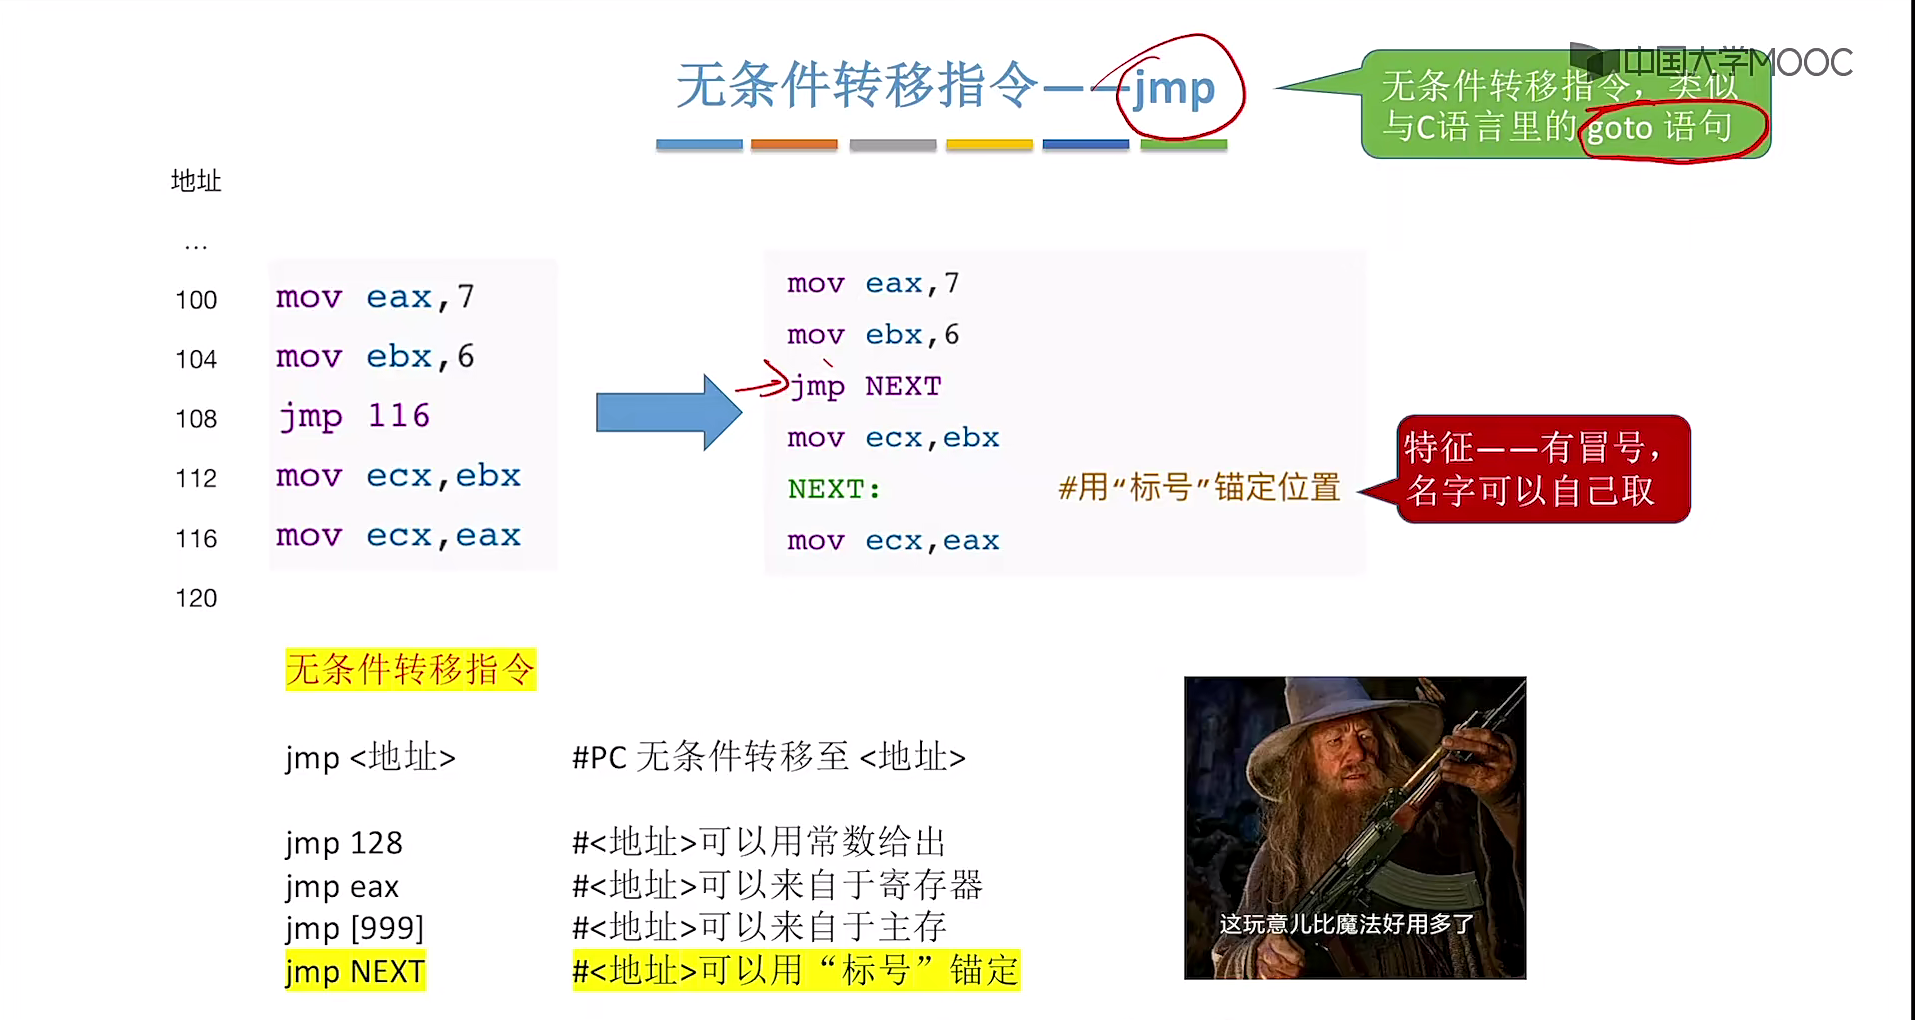 中国大学MOOC
无条件转移指令——jmp
无条件转移指令，类似
与C语言里的 goto 语句
地址
…
100 mov eax,7
104 mov ebx,6
108 jmp 116
112 mov ecx,ebx
116 mov ecx,eax
120
mov eax,7
mov ebx,6
jmp NEXT
mov ecx,ebx
NEXT: #用“标号”锚定位置
mov ecx,eax
特征——有冒号，
名字可以自己取
无条件转移指令
jmp <地址> #PC 无条件转移至 <地址>
jmp 128 #<地址>可以用常数给出
jmp eax #<地址>可以来自于寄存器
jmp [999] #<地址>可以来自于主存
jmp NEXT #<地址>可以用“标号”锚定
这玩意儿比魔法好用多了